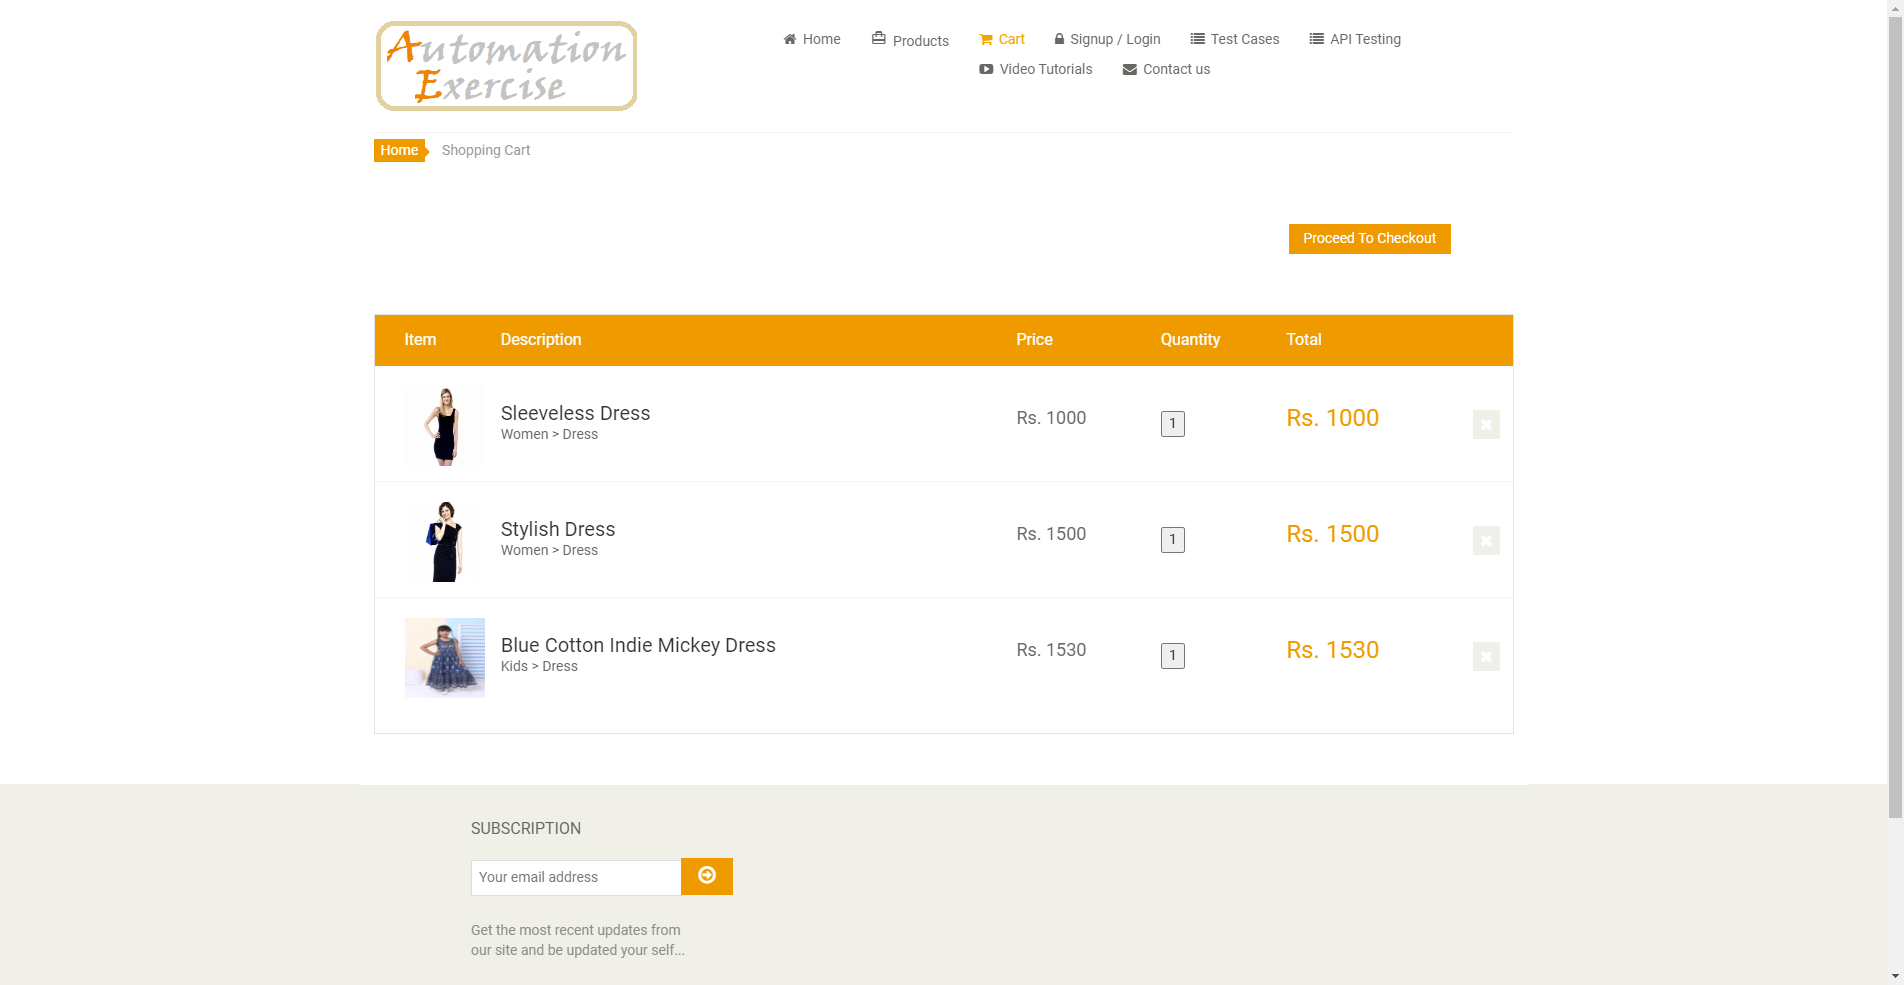 Automation
Exercise
Home Products Cart Signup / Login Test Cases API Testing
Video Tutorials Contact us
Home Shopping Cart
Proceed To Checkout
Item Description Price Quantity Total
Sleeveless Dress
Women > Dress
Rs. 1000 1 Rs. 1000
Stylish Dress
Women > Dress
Rs. 1500 1 Rs. 1500
Blue Cotton Indie Mickey Dress
Kids > Dress
Rs. 1530 1 Rs. 1530
SUBSCRIPTION
Your email address
Get the most recent updates from
our site and be updated your self...